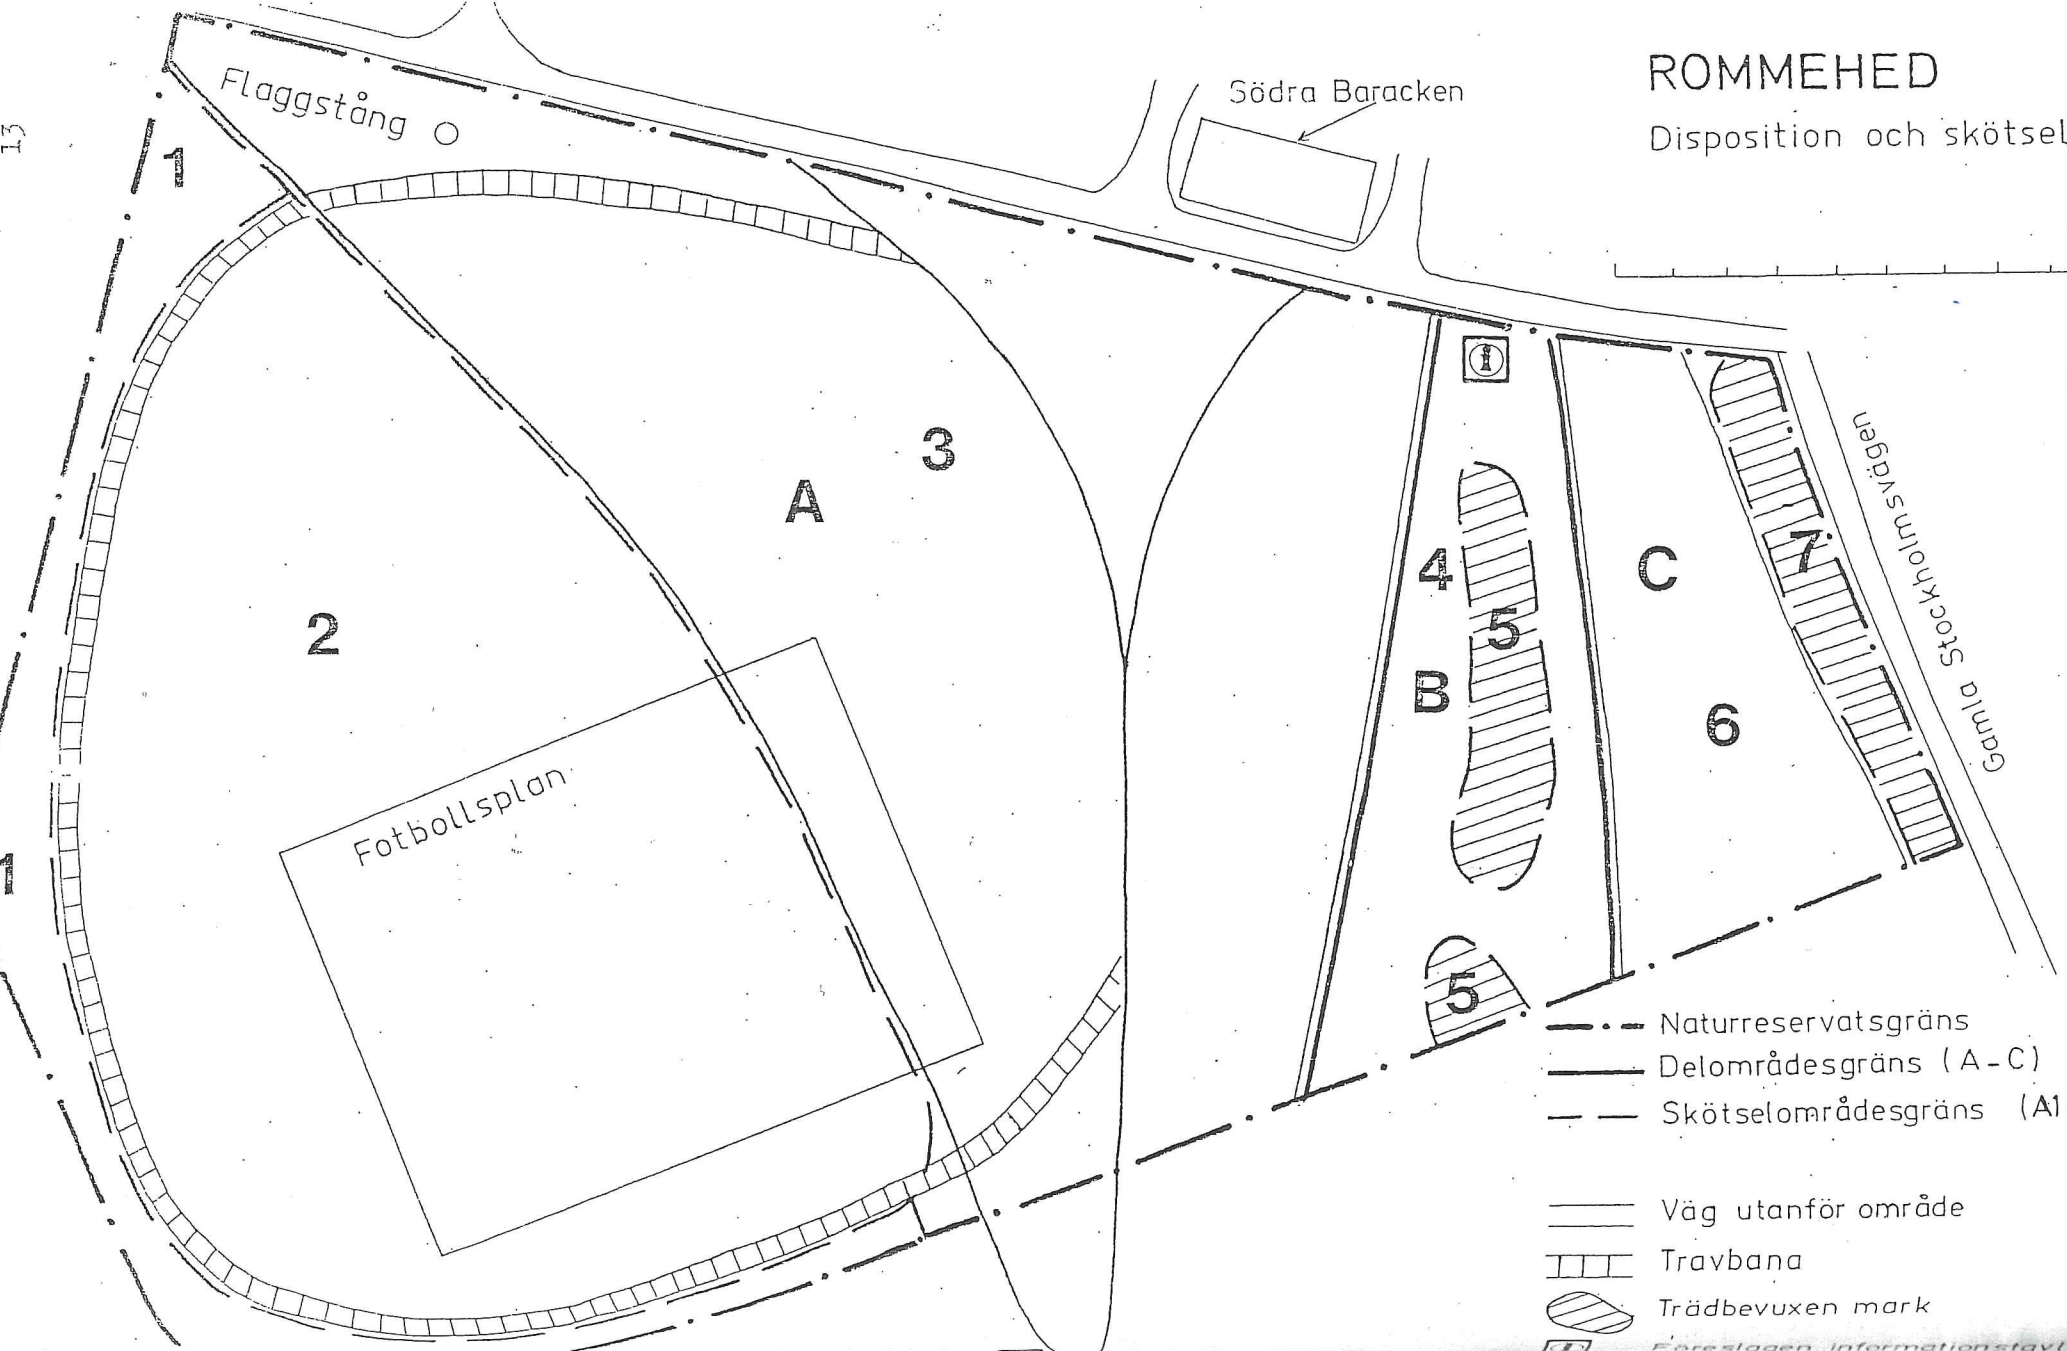 ROMMEHED
Disposition och skötsel
13
Flaggstång
Södra Baracken
1
3
A
2
4
5
B
C
7
6
Gamla Stockholmsvägen
Fotbollsplan
1
5
i
Naturreservatsgräns
Delområdesgräns (A-C)
Skötselområdesgräns (A1
Väg utanför område
Travbana
Trädbevuxen mark